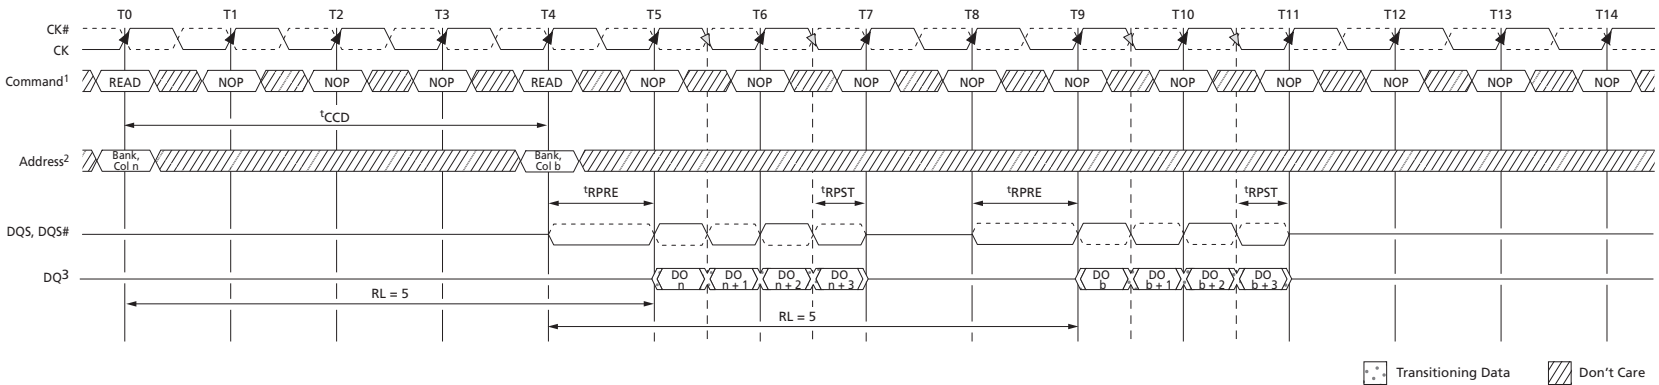 T0 T1 T2 T3 T4 T5 T6 T7 T8 T9 T10 T11 T12 T13 T14
CK#
CK
Command1 READ NOP NOP NOP READ NOP NOP NOP NOP NOP NOP NOP NOP NOP NOP
tCCD
Address2 Bank, Col n Bank, Col b
tRPRE tRPST tRPRE tRPST
DQS, DQS#
DQ3 DO n DO n + 1 DO n + 2 DO n + 3 DO b DO b + 1 DO b + 2 DO b + 3
RL = 5
RL = 5
Transitioning Data Don't Care